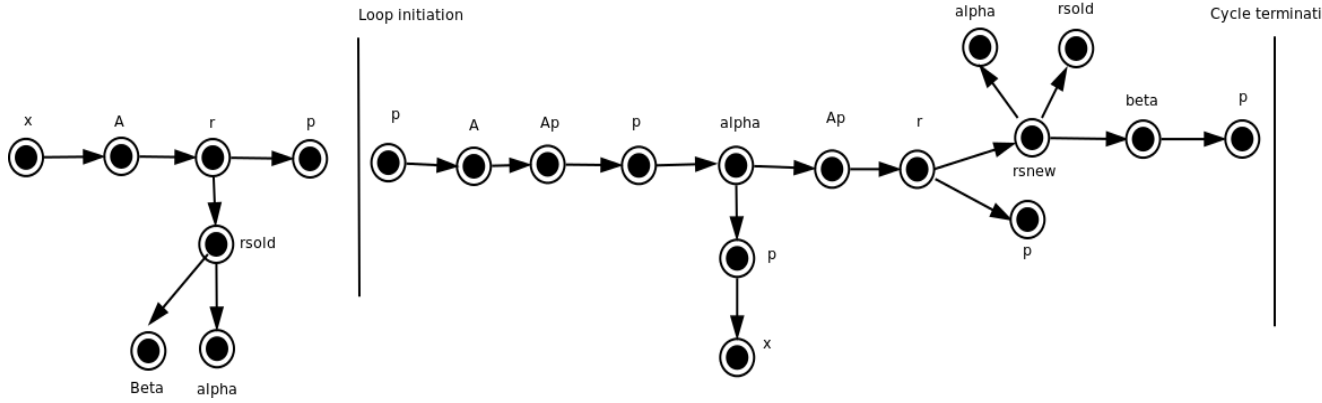 Loop initiation
alpha
rsold
Cycle terminati
x
A
r
p
p
A
Ap
p
alpha
Ap
r
beta
p
rsnew
rsold
p
p
x
Beta
alpha